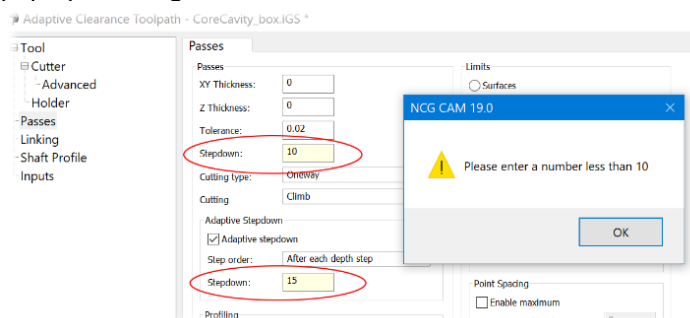 Adaptive Clearance Toolpath - CoreCavity_box.IGS *
Tool
Cutter
Advanced
Holder
Passes
Linking
Shaft Profile
Inputs
Passes
Passes
XY Thickness: 0
Z Thickness: 0
Tolerance: 0.02
Stepdown: 10
Cutting type: Oneway
Cutting Climb
Adaptive Stepdown
Adaptive stepdown
Step order: After each depth step
Stepdown: 15
Profiling
Limits
Surfaces
NCG CAM 19.0
Please enter a number less than 10
OK
Point Spacing
Enable maximum